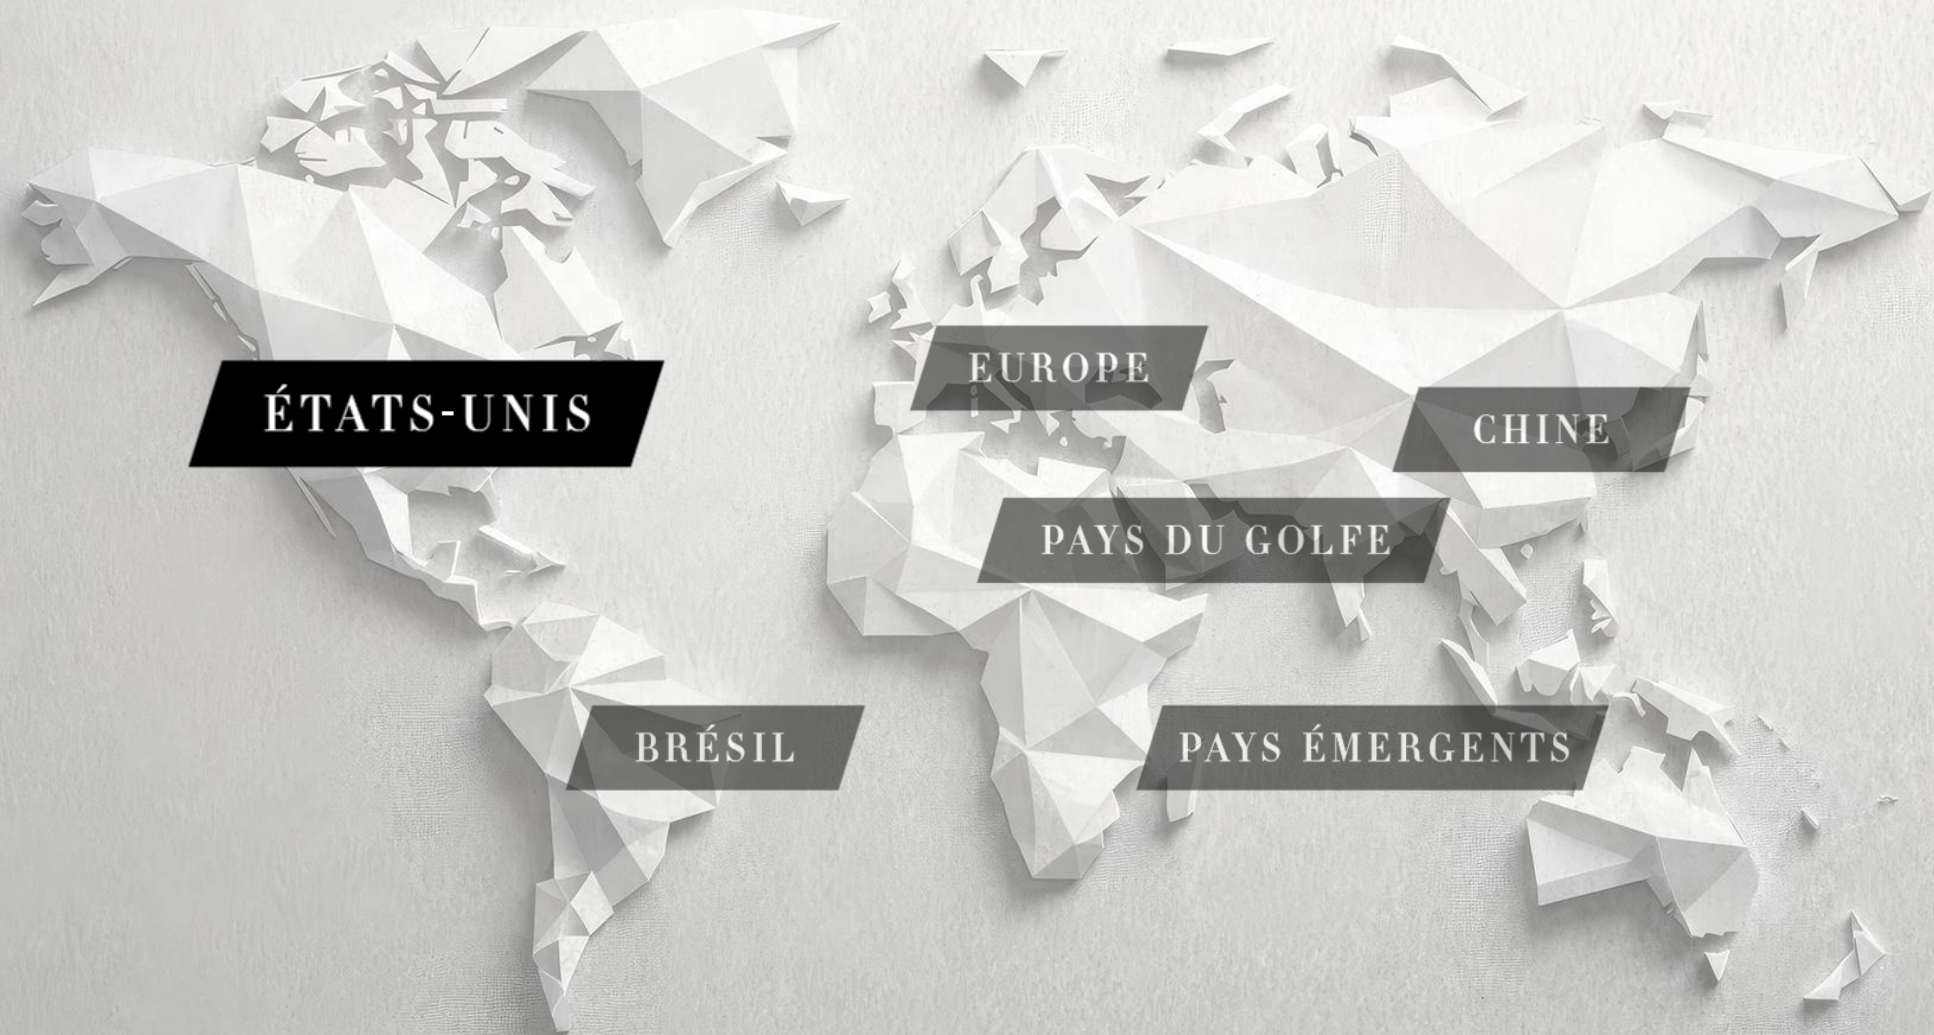 EUROPE
ÉTATS-UNIS
CHINE
PAYS DU GOLFE
BRÉSIL
PAYS ÉMERGENTS